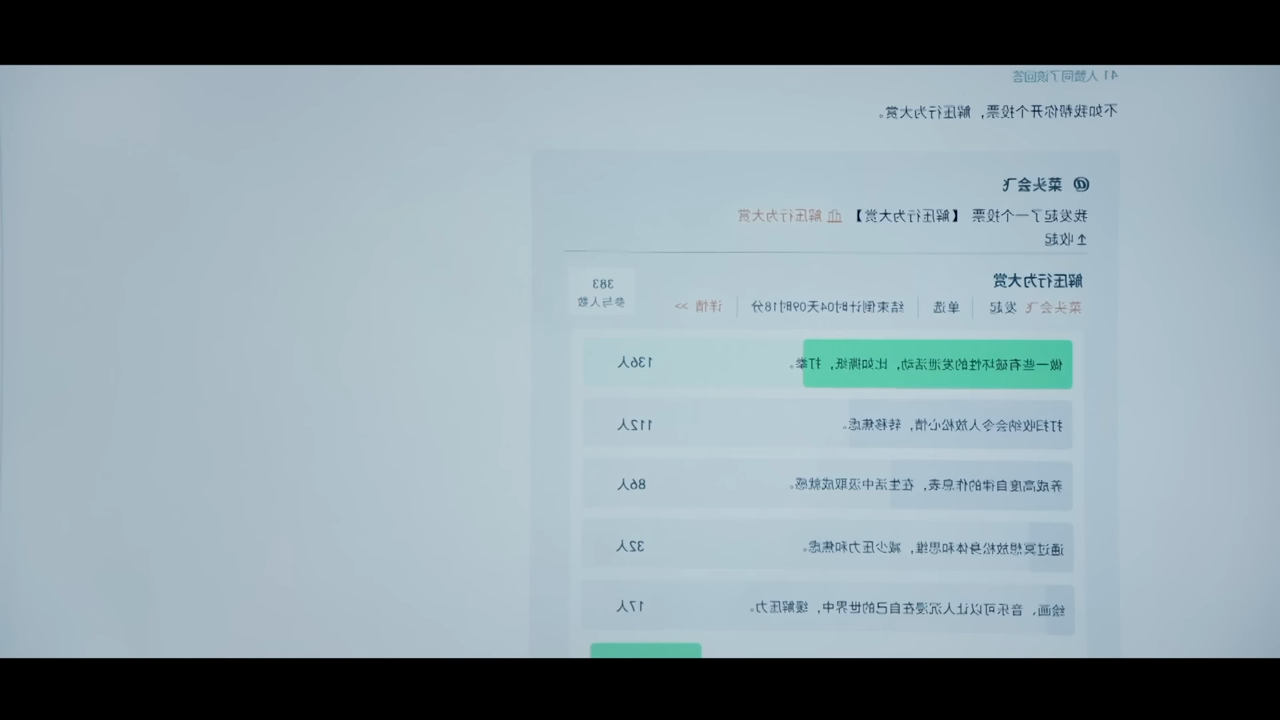 41 人赞同了该回答
不如我帮你开个投票，解压行为大赏。
@ 菜头会飞
我发起了一个投票 【解压行为大赏】 解压行为大赏
↑ 收起
解压行为大赏
383
参与人数
菜头会飞 发起 | 单选 | 结束倒计时04天09时18分 | 详情 >>
做一些有破坏性的发泄活动，比如撕纸，打拳。 136人
打扫收纳会令人放松心情，转移焦虑。 112人
养成高度自律的作息表，在生活中汲取成就感。 86人
通过冥想放松身体和思维，减少压力和焦虑。 32人
绘画、音乐可以让人沉浸在自己的世界中，缓解压力。 17人